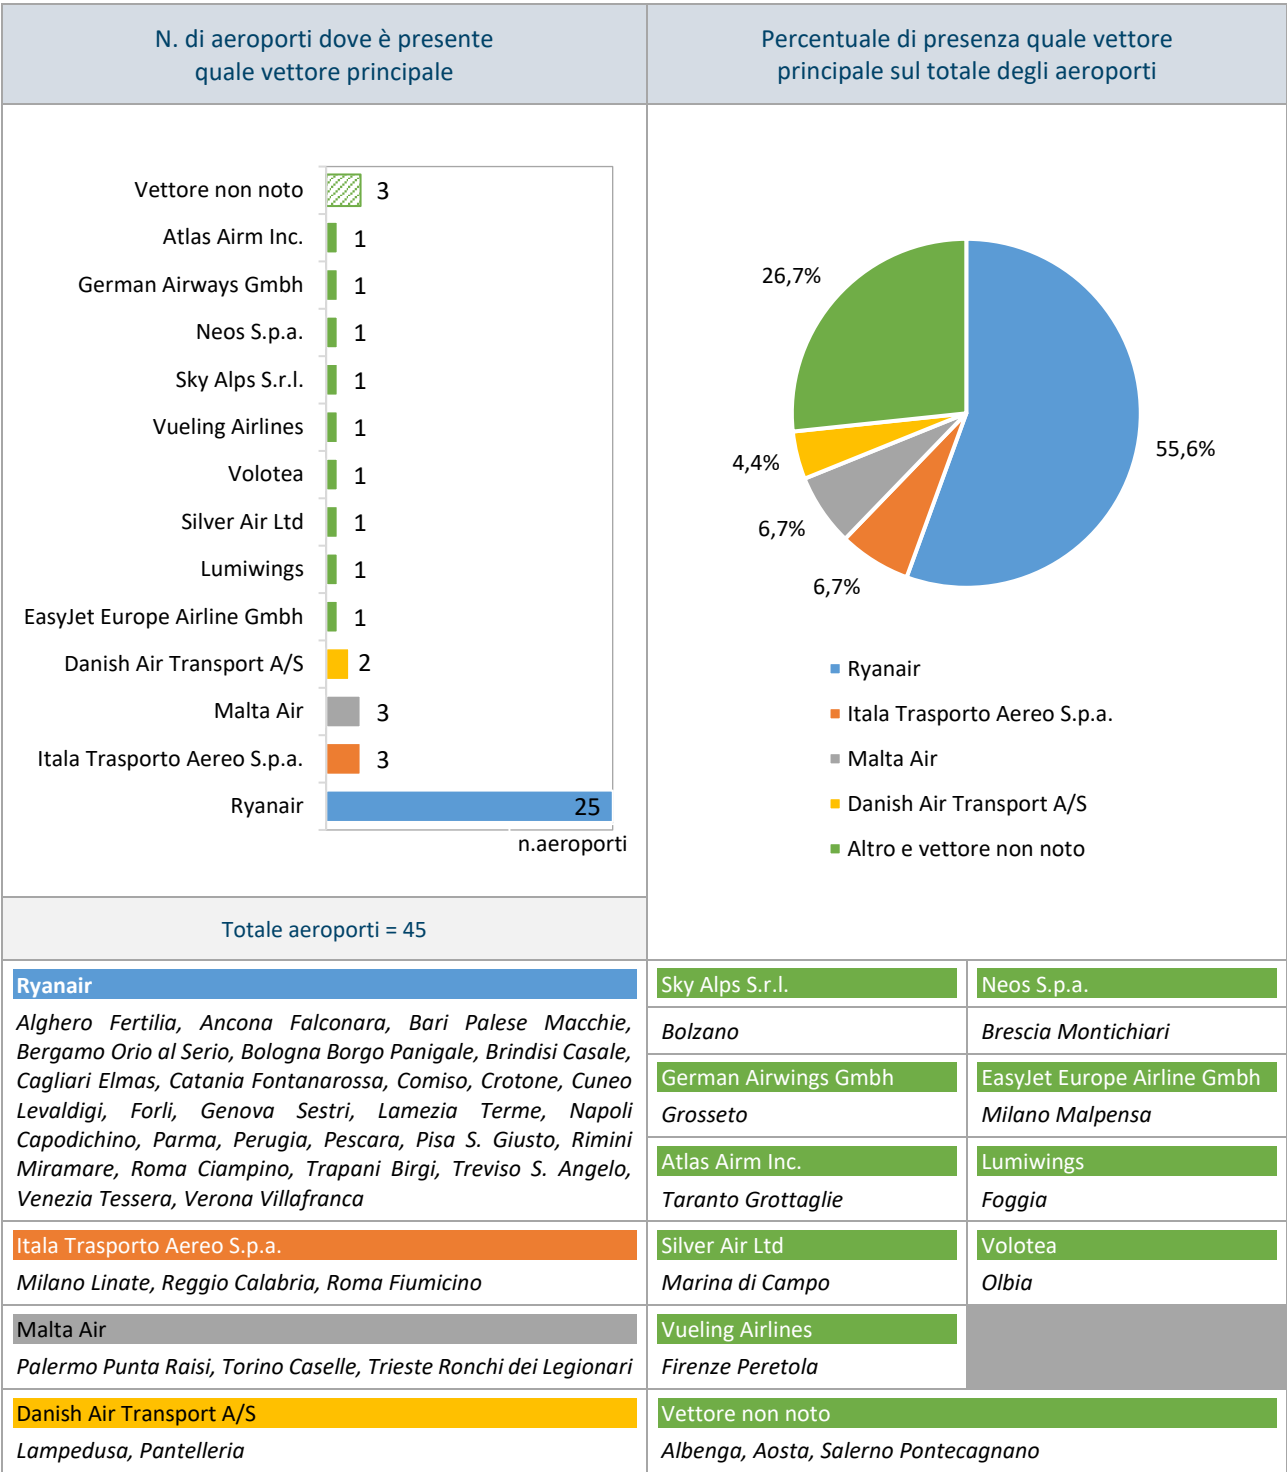 N. di aeroporti dove è presente
quale vettore principale
Percentuale di presenza quale vettore
principale sul totale degli aeroporti
Vettore non noto 3
Atlas Airm Inc. 1
German Airways Gmbh 1
Neos S.p.a. 1
Sky Alps S.r.l. 1
Vueling Airlines 1
Volotea 1
Silver Air Ltd 1
Lumiwings 1
EasyJet Europe Airline Gmbh 1
Danish Air Transport A/S 2
Malta Air 3
Itala Trasporto Aereo S.p.a. 3
Ryanair 25
n.aeroporti
26,7%
55,6%
4,4%
6,7%
6,7%
Ryanair
Itala Trasporto Aereo S.p.a.
Malta Air
Danish Air Transport A/S
Altro e vettore non noto
Totale aeroporti = 45
Ryanair
Alghero Fertilia, Ancona Falconara, Bari Palese Macchie,
Bergamo Orio al Serio, Bologna Borgo Panigale, Brindisi Casale,
Cagliari Elmas, Catania Fontanarossa, Comiso, Crotone, Cuneo
Levaldigi, Forli, Genova Sestri, Lamezia Terme, Napoli
Capodichino, Parma, Perugia, Pescara, Pisa S. Giusto, Rimini
Miramare, Roma Ciampino, Trapani Birgi, Treviso S. Angelo,
Venezia Tessera, Verona Villafranca
Itala Trasporto Aereo S.p.a.
Milano Linate, Reggio Calabria, Roma Fiumicino
Malta Air
Palermo Punta Raisi, Torino Caselle, Trieste Ronchi dei Legionari
Danish Air Transport A/S
Lampedusa, Pantelleria
Sky Alps S.r.l.
Bolzano
Neos S.p.a.
Brescia Montichiari
German Airwings Gmbh
Grosseto
EasyJet Europe Airline Gmbh
Milano Malpensa
Atlas Airm Inc.
Taranto Grottaglie
Lumiwings
Foggia
Silver Air Ltd
Marina di Campo
Volotea
Olbia
Vueling Airlines
Firenze Peretola
Vettore non noto
Albenga, Aosta, Salerno Pontecagnano